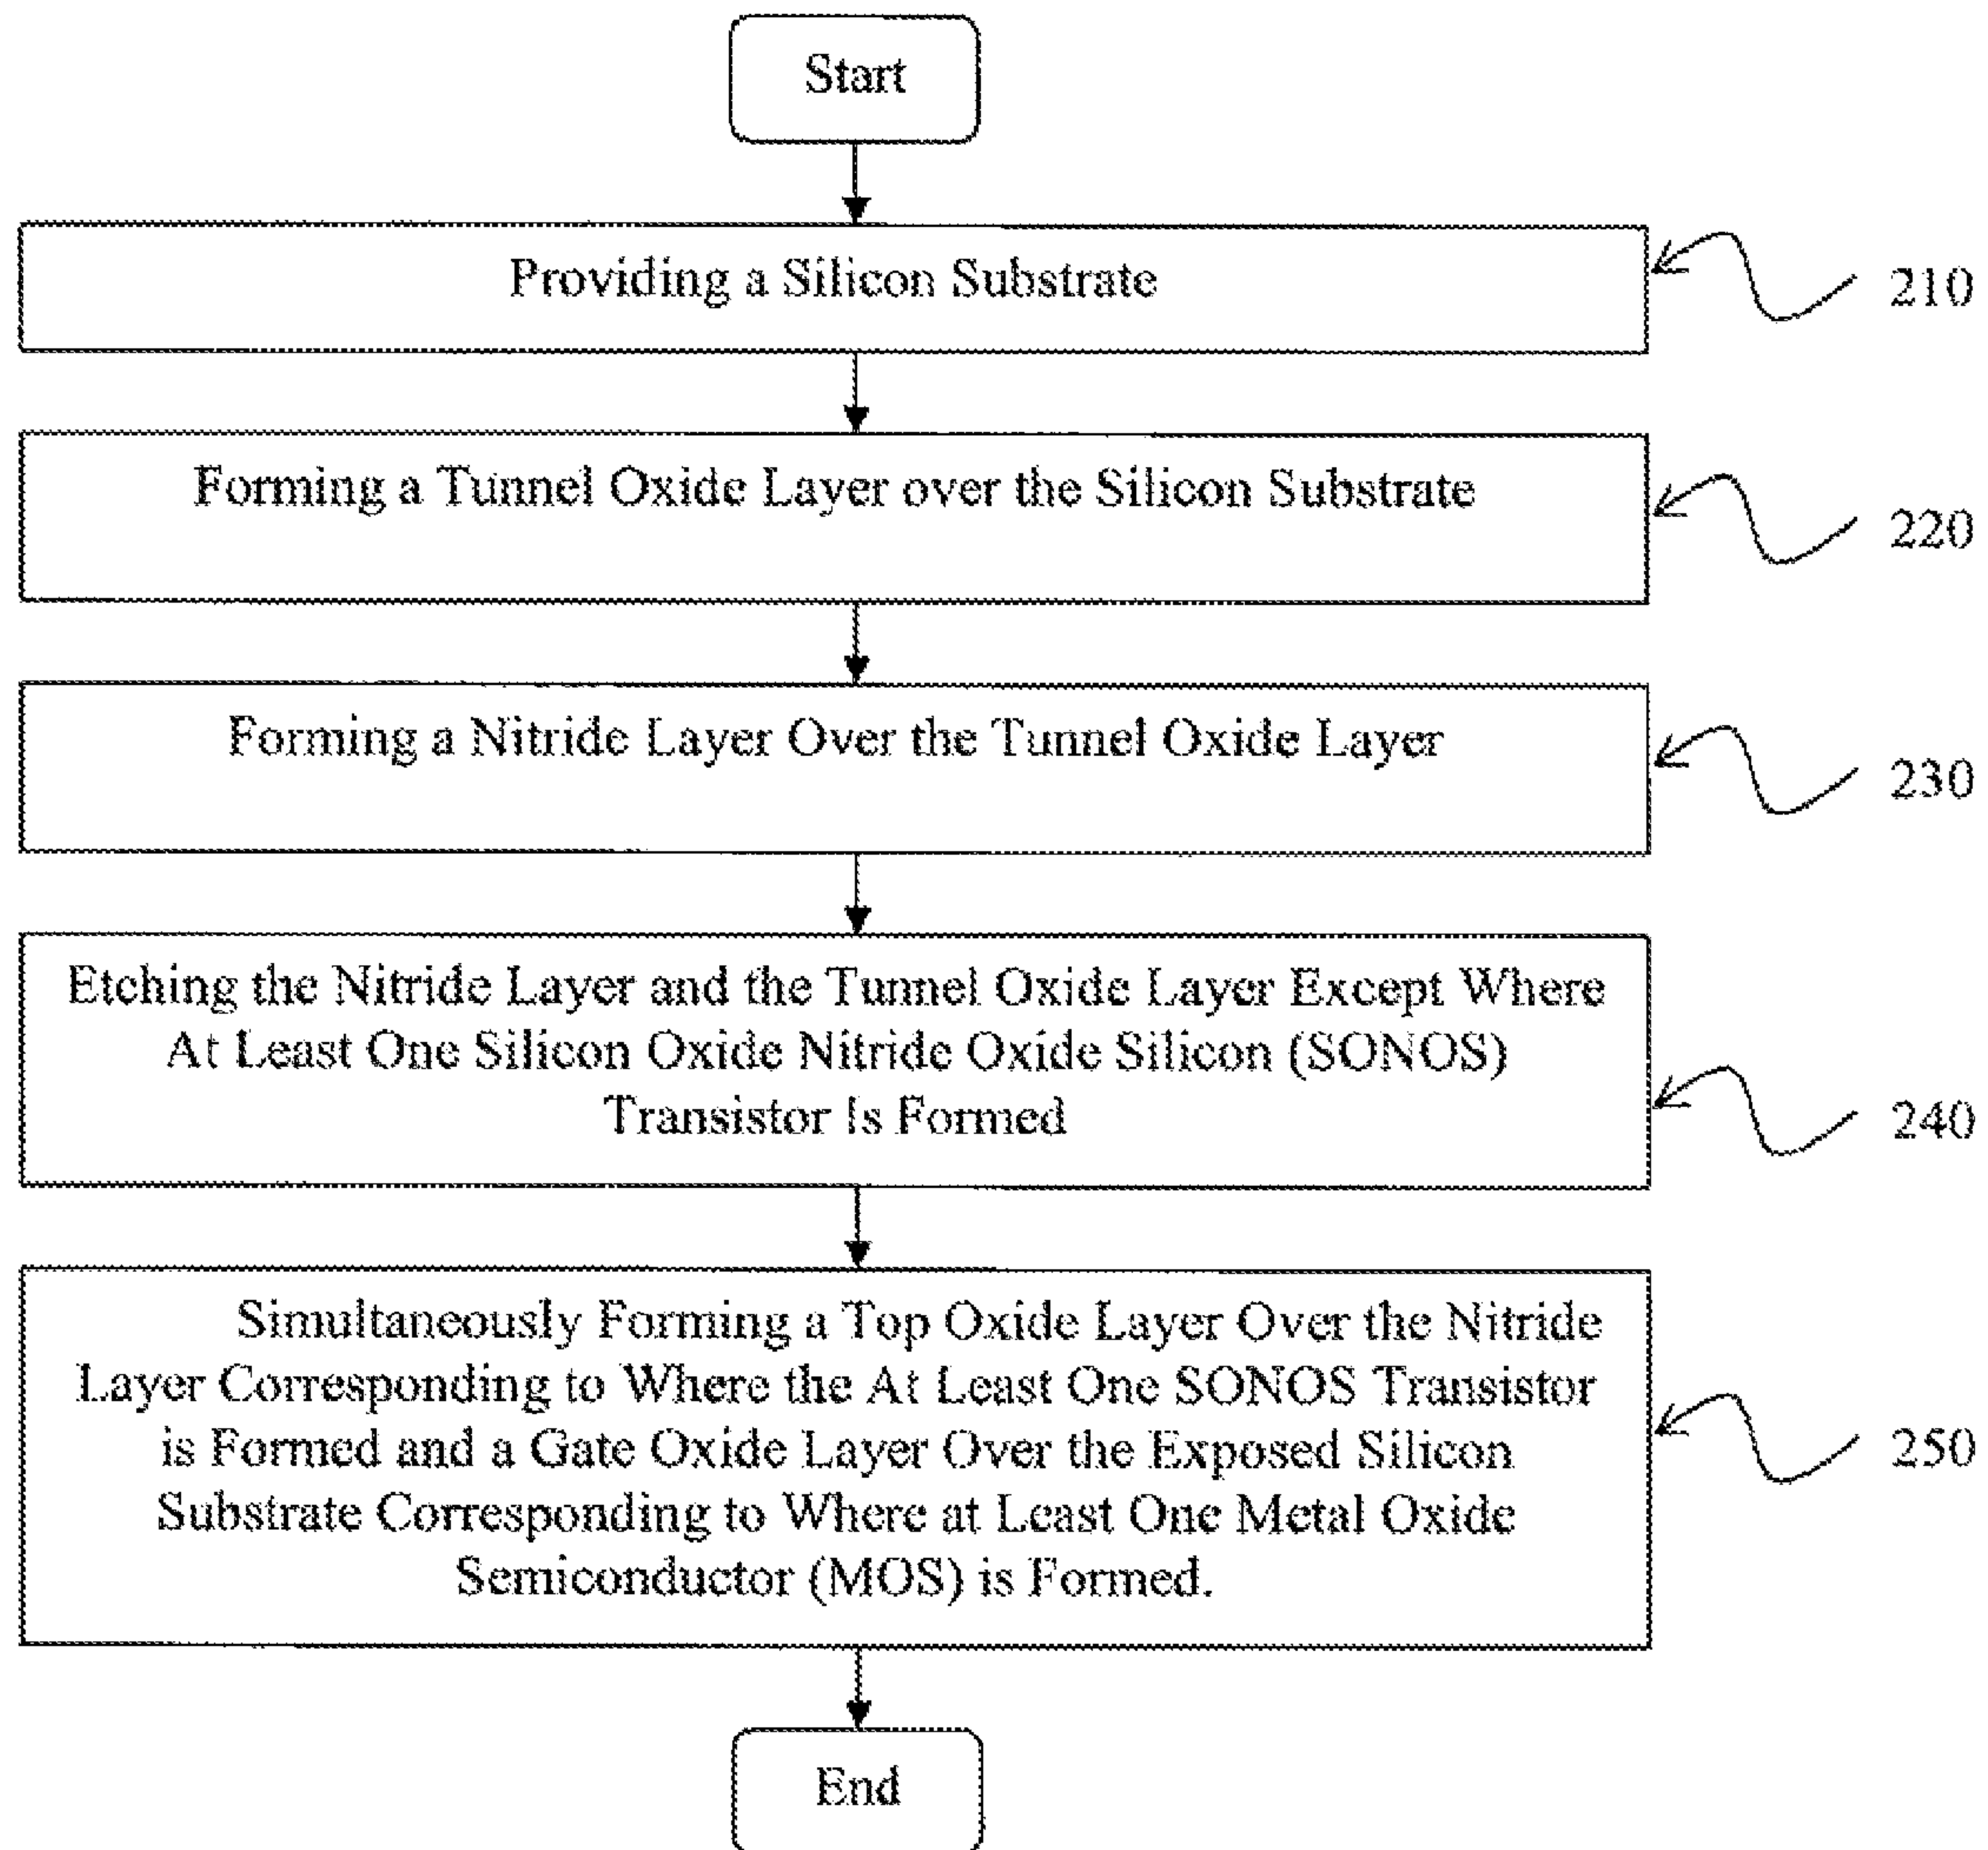 Start
Providing a Silicon Substrate
210
Forming a Tunnel Oxide Layer over the Silicon Substrate
220
Forming a Nitride Layer Over the Tunnel Oxide Layer
230
Etching the Nitride Layer and the Tunnel Oxide Layer Except Where
At Least One Silicon Oxide Nitride Oxide Silicon (SONOS)
Transistor Is Formed
240
Simultaneously Forming a Top Oxide Layer Over the Nitride
Layer Corresponding to Where the At Least One SONOS Transistor
is Formed and a Gate Oxide Layer Over the Exposed Silicon
Substrate Corresponding to Where at Least One Metal Oxide
Semiconductor (MOS) is Formed.
250
End